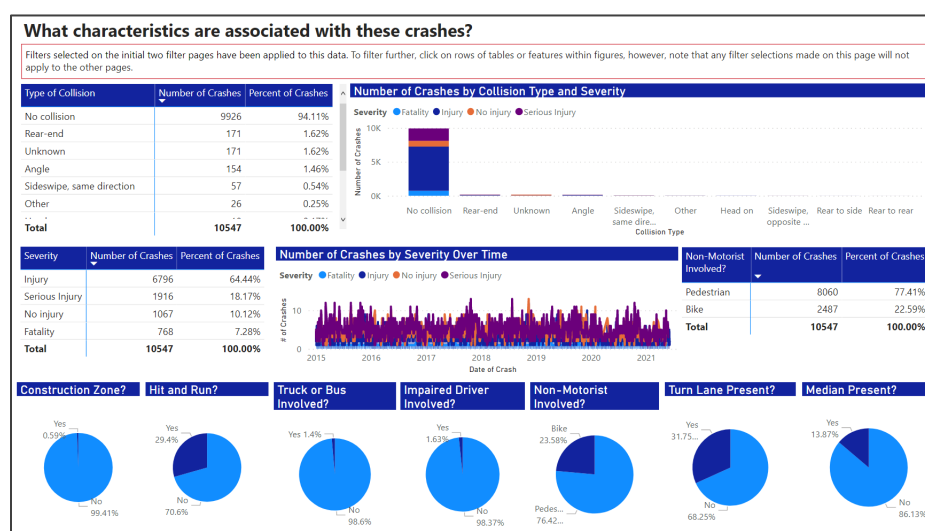 What characteristics are associated with these crashes?
Filters selected on the initial two filter pages have been applied to this data. To filter further, click on rows of tables or features within figures, however, note that any filter selections made on this page will not
apply to the other pages.
Type of Collision Number of Crashes Percent of Crashes
No collision 9926 94.11%
Rear-end 171 1.62%
Unknown 171 1.62%
Angle 154 1.46%
Sideswipe, same direction 57 0.54%
Other 26 0.25%
Total 10547 100.00%
Number of Crashes by Collision Type and Severity
Severity Fatality Injury No injury Serious Injury
Number of Crashes
10K
5K
0K
No collision Rear-end Unknown Angle Sideswipe, same dire... Other Head on Sideswipe, opposite ... Rear to side Rear to rear
Collision Type
Severity Number of Crashes Percent of Crashes
Injury 6796 64.44%
Serious Injury 1916 18.17%
No injury 1067 10.12%
Fatality 768 7.28%
Total 10547 100.00%
Number of Crashes by Severity Over Time
Severity Fatality Injury No injury Serious Injury
# of Crashes
10
0
2015 2016 2017 2018 2019 2020 2021
Date of Crash
Non-Motorist Involved? Number of Crashes Percent of Crashes
Pedestrian 8060 77.41%
Bike 2487 22.59%
Total 10547 100.00%
Construction Zone?
Yes
0.59%
No
99.41%
Hit and Run?
Yes
29.4%
No
70.6%
Truck or Bus
Involved?
Yes 1.4%
No
98.6%
Impaired Driver
Involved?
Yes
1.63%
No
98.37%
Non-Motorist
Involved?
Bike
23.58%
Pedes...
76.42...
Turn Lane Present?
Yes
31.75...
No
68.25%
Median Present?
Yes
13.87%
No
86.13%